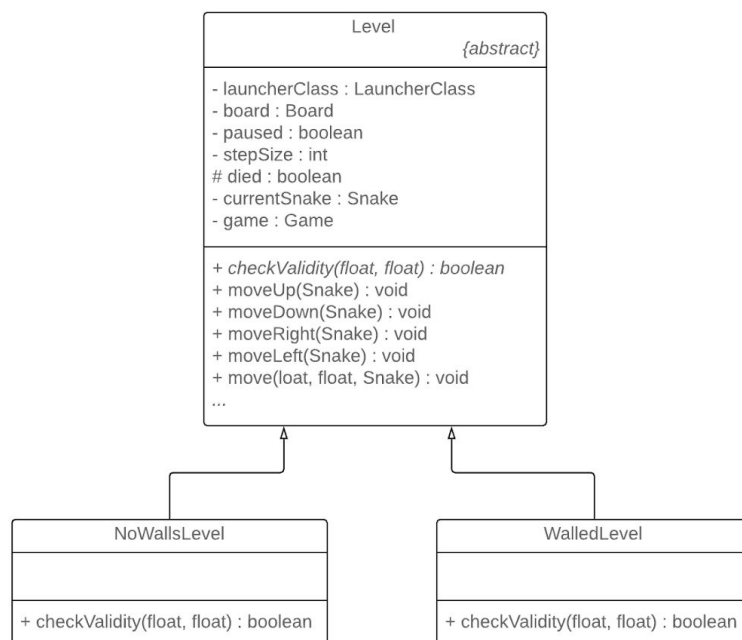 Level
{abstract}
- launcherClass : LauncherClass
- board : Board
- paused : boolean
- stepSize : int
# died : boolean
- currentSnake : Snake
- game : Game
+ checkValidity(float, float) : boolean
+ moveUp(Snake) : void
+ moveDown(Snake) : void
+ moveRight(Snake) : void
+ moveLeft(Snake) : void
+ move(loat, float, Snake) : void
...
NoWallsLevel
+ checkValidity(float, float) : boolean
WalledLevel
+ checkValidity(float, float) : boolean